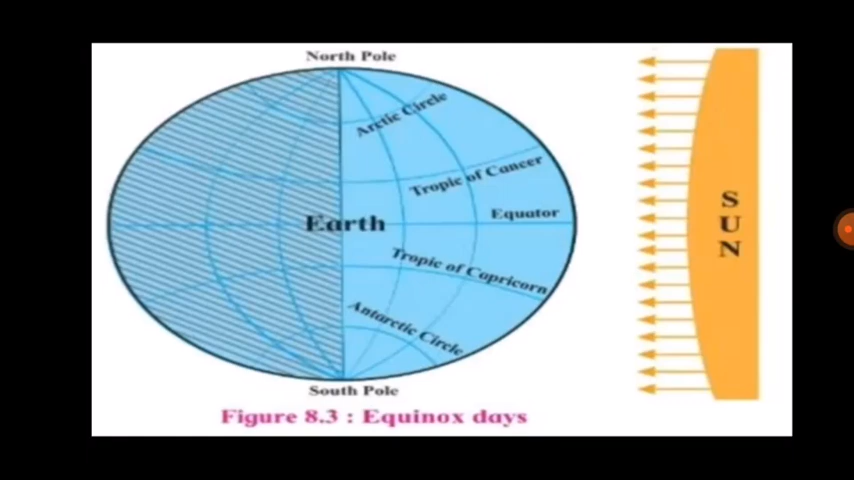 North Pole
Arctic Circle
Tropic of Cancer
Equator
Earth
Tropic of Capricorn
Antarctic Circle
South Pole
SUN
Figure 8.3 : Equinox days